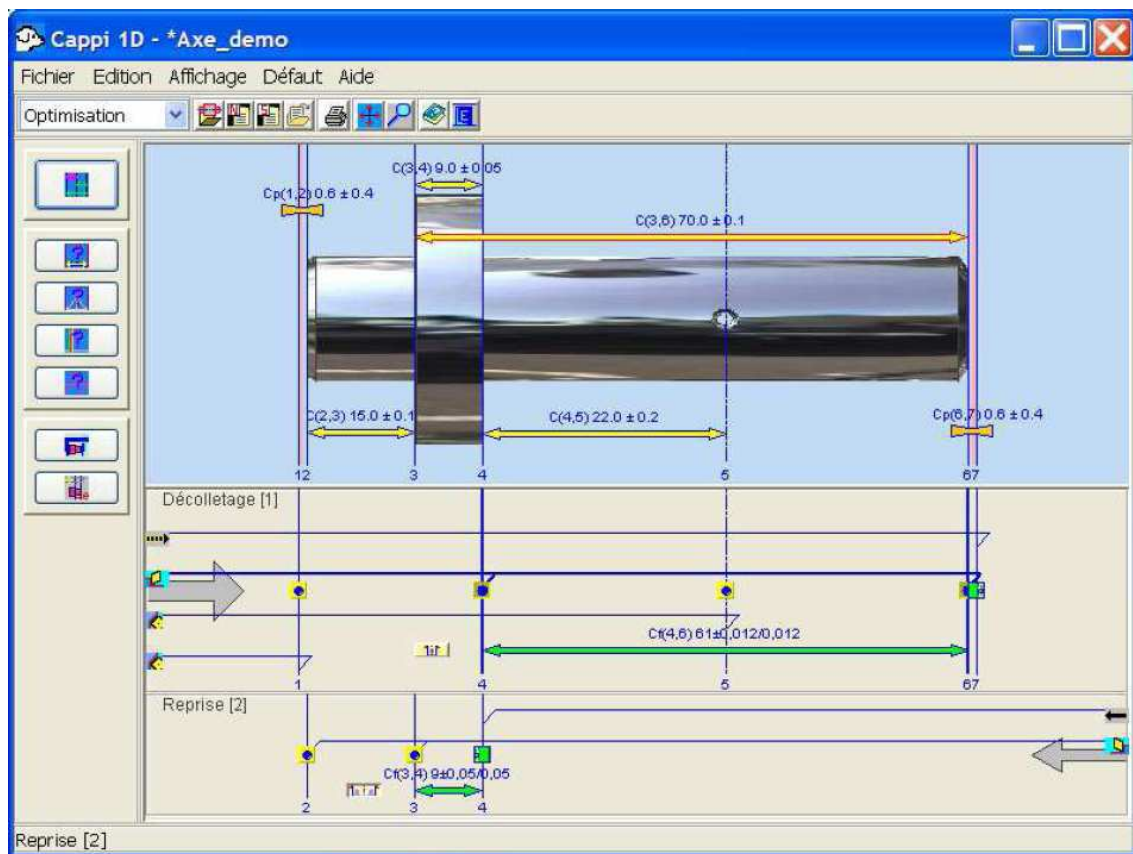 Cappi 1D - *Axe_demo
Fichier Edition Affichage Défaut Aide
Optimisation
C(3,4) 9.0 ± 0.05
Cp(1,2) 0.6 ± 0.4
C(3,6) 70.0 ± 0.1
C(2,3) 15.0 ± 0.1
C(4,5) 22.0 ± 0.2
Cp(6,7) 0.6 ± 0.4
12 3 4 5 67
Décolletage [1]
Cf(4,6) 61±0,012/0,012
1 4 5 67
Reprise [2]
Cf(3,4) 9±0,05/0,05
2 3 4
Reprise [2]